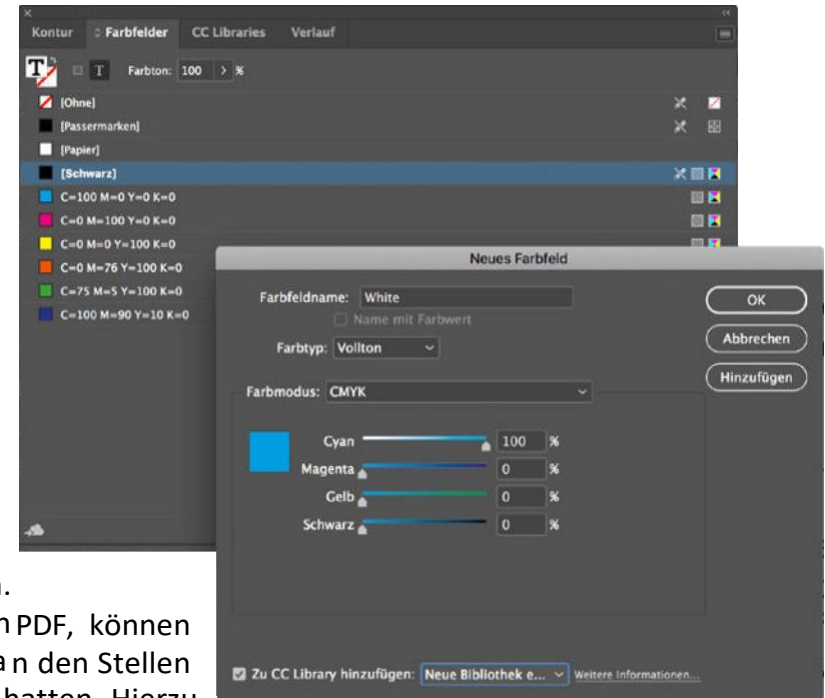 Kontur Farbfelder CC Libraries Verlauf
T T Farbton: 100 > %
[Ohne]
[Passermarken]
[Papier]
[Schwarz]
C=100 M=0 Y=0 K=0
C=0 M=100 Y=0 K=0
C=0 M=0 Y=100 K=0
C=0 M=76 Y=100 K=0
C=75 M=5 Y=100 K=0
C=100 M=90 Y=10 K=0
Neues Farbfeld
Farbfeldname: White
Name mit Farbwert
Farbtyp: Vollton
Farbmodus: CMYK
Cyan 100 %
Magenta 0 %
Gelb 0 %
Schwarz 0 %
OK
Abbrechen
Hinzufügen
Zu CC Library hinzufügen: Neue Bibliothek e... Weitere Informationen...
PDF, können
an den Stellen
hatten. Hierzu